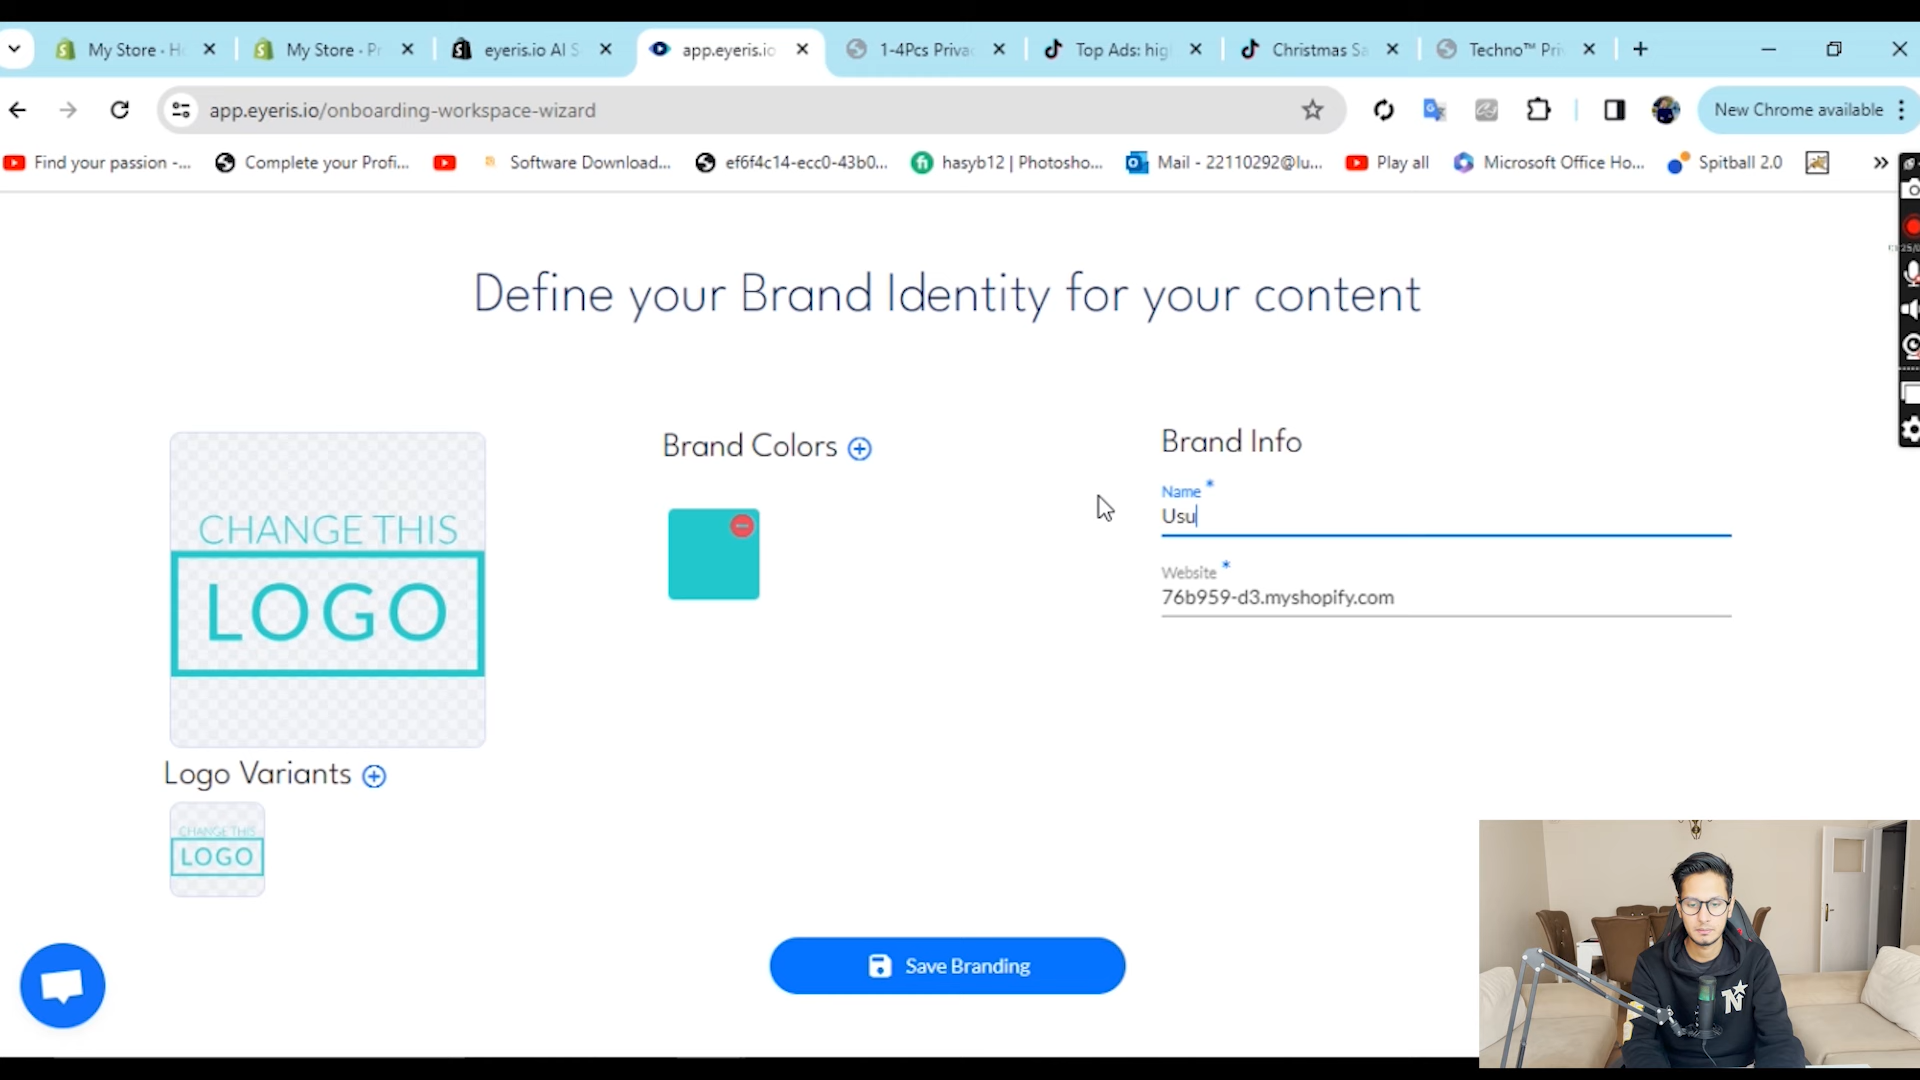 My Store · H
My Store · Pr
eyeris.io AI S
app.eyeris.io
1-4Pcs Priva
Top Ads: hig
Christmas Sa
Techno™ Pri
app.eyeris.io/onboarding-workspace-wizard
New Chrome available
Find your passion -...
Complete your Profi...
Software Download...
ef6f4c14-ecc0-43b0...
hasyb12 | Photosho...
Mail - 22110292@lu...
Play all
Microsoft Office Ho...
Spitball 2.0
Define your Brand Identity for your content
CHANGE THIS
LOGO
Logo Variants
CHANGE THIS
LOGO
Brand Colors
Brand Info
Name *
Usu
Website *
76b959-d3.myshopify.com
Save Branding
N